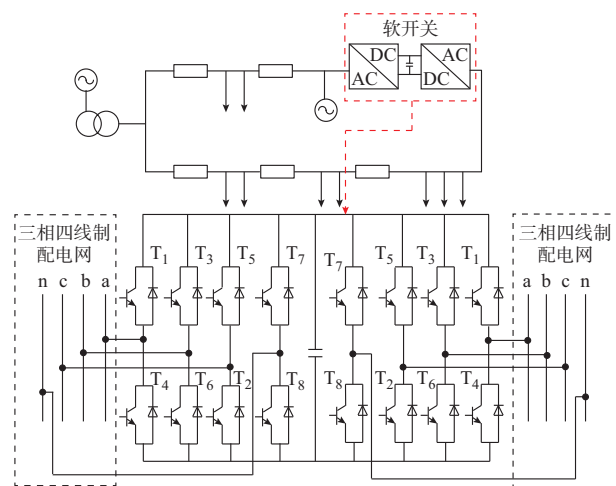 软开关
DC AC
AC DC
三相四线制
配电网
n c b a
T1 T3 T5 T7
T4 T6 T2 T8
T7 T5 T3 T1
T8 T2 T6 T4
三相四线制
配电网
a b c n